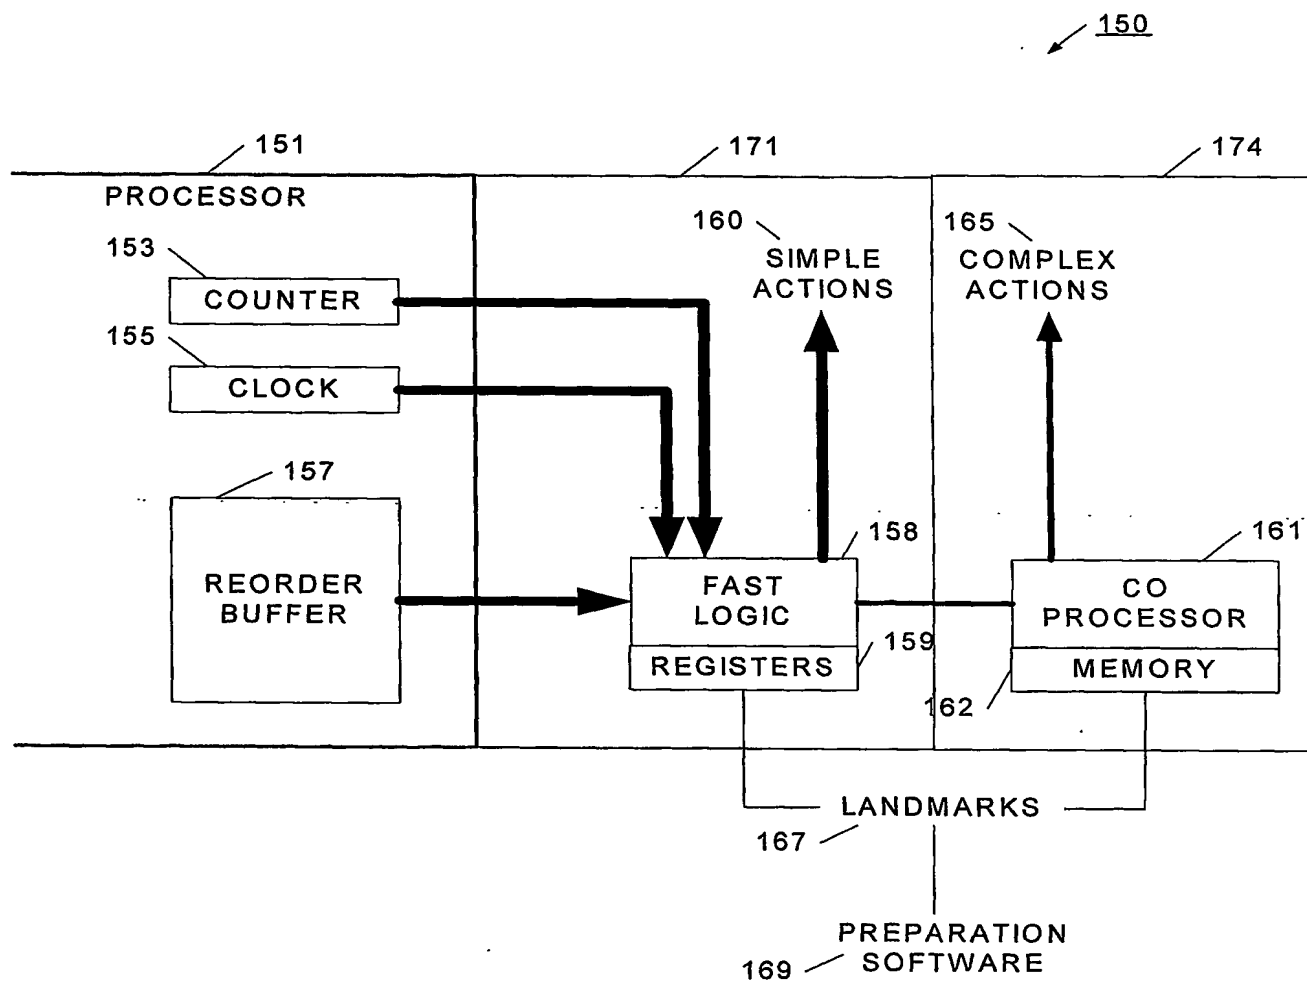 150
151
171
174
PROCESSOR
153
COUNTER
155
CLOCK
157
REORDER
BUFFER
160
SIMPLE
ACTIONS
165
COMPLEX
ACTIONS
158
FAST
LOGIC
159
REGISTERS
161
CO
PROCESSOR
162
MEMORY
LANDMARKS
167
PREPARATION
SOFTWARE
169